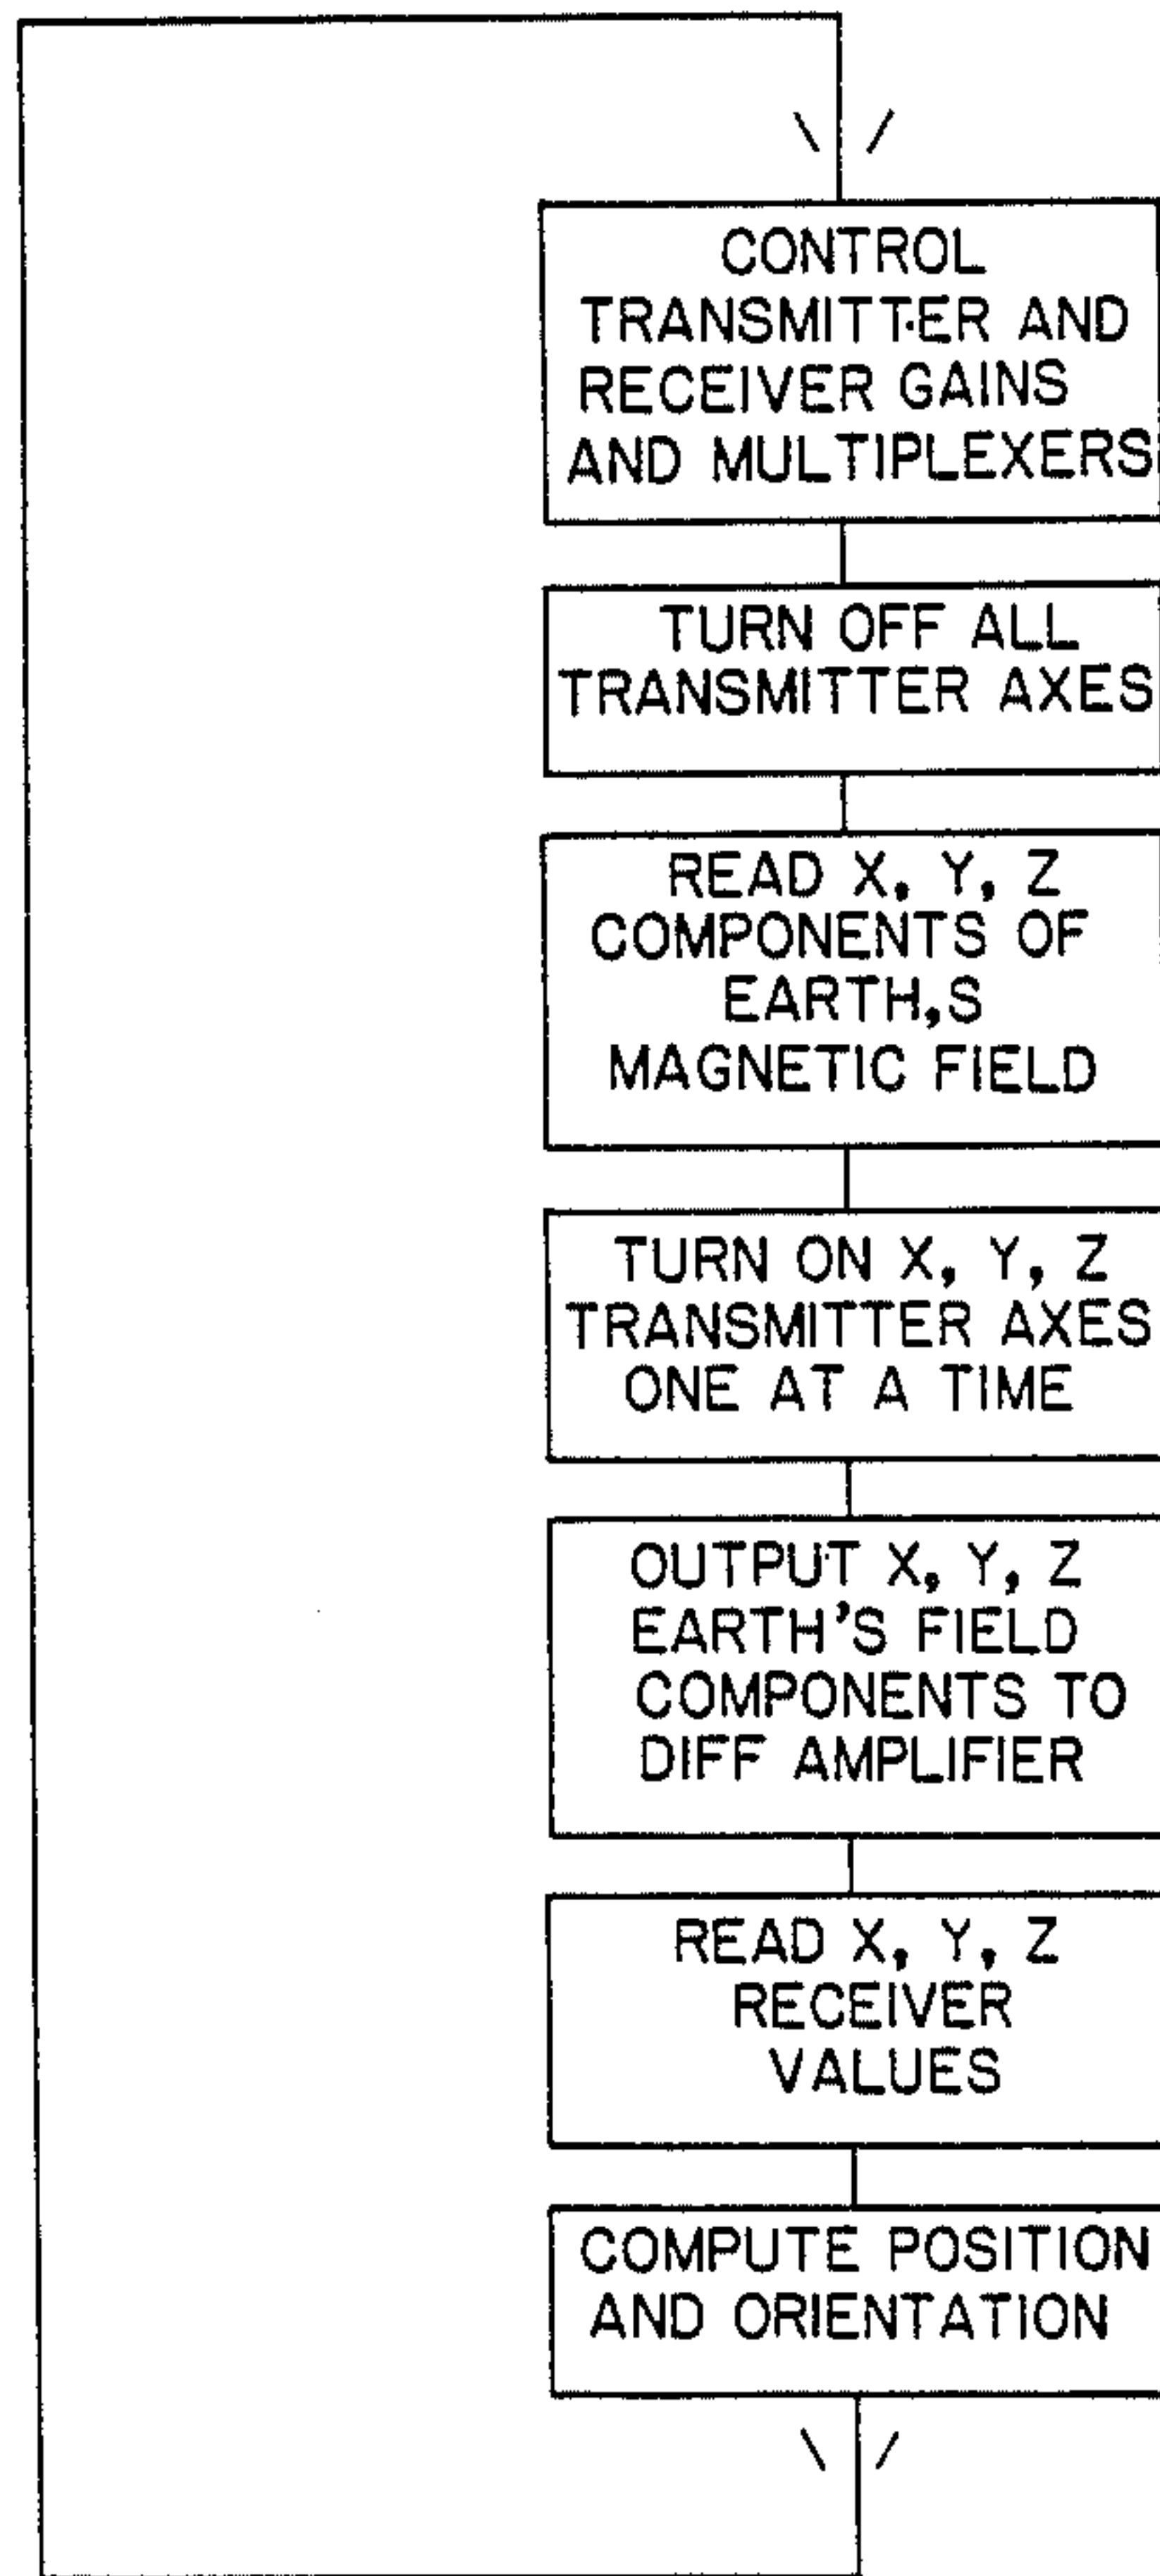 CONTROL
TRANSMITTER AND
RECEIVER GAINS
AND MULTIPLEXERS
TURN OFF ALL
TRANSMITTER AXES
READ X, Y, Z
COMPONENTS OF
EARTH,S
MAGNETIC FIELD
TURN ON X, Y, Z
TRANSMITTER AXES
ONE AT A TIME
OUTPUT X, Y, Z
EARTH'S FIELD
COMPONENTS TO
DIFF AMPLIFIER
READ X, Y, Z
RECEIVER
VALUES
COMPUTE POSITION
AND ORIENTATION